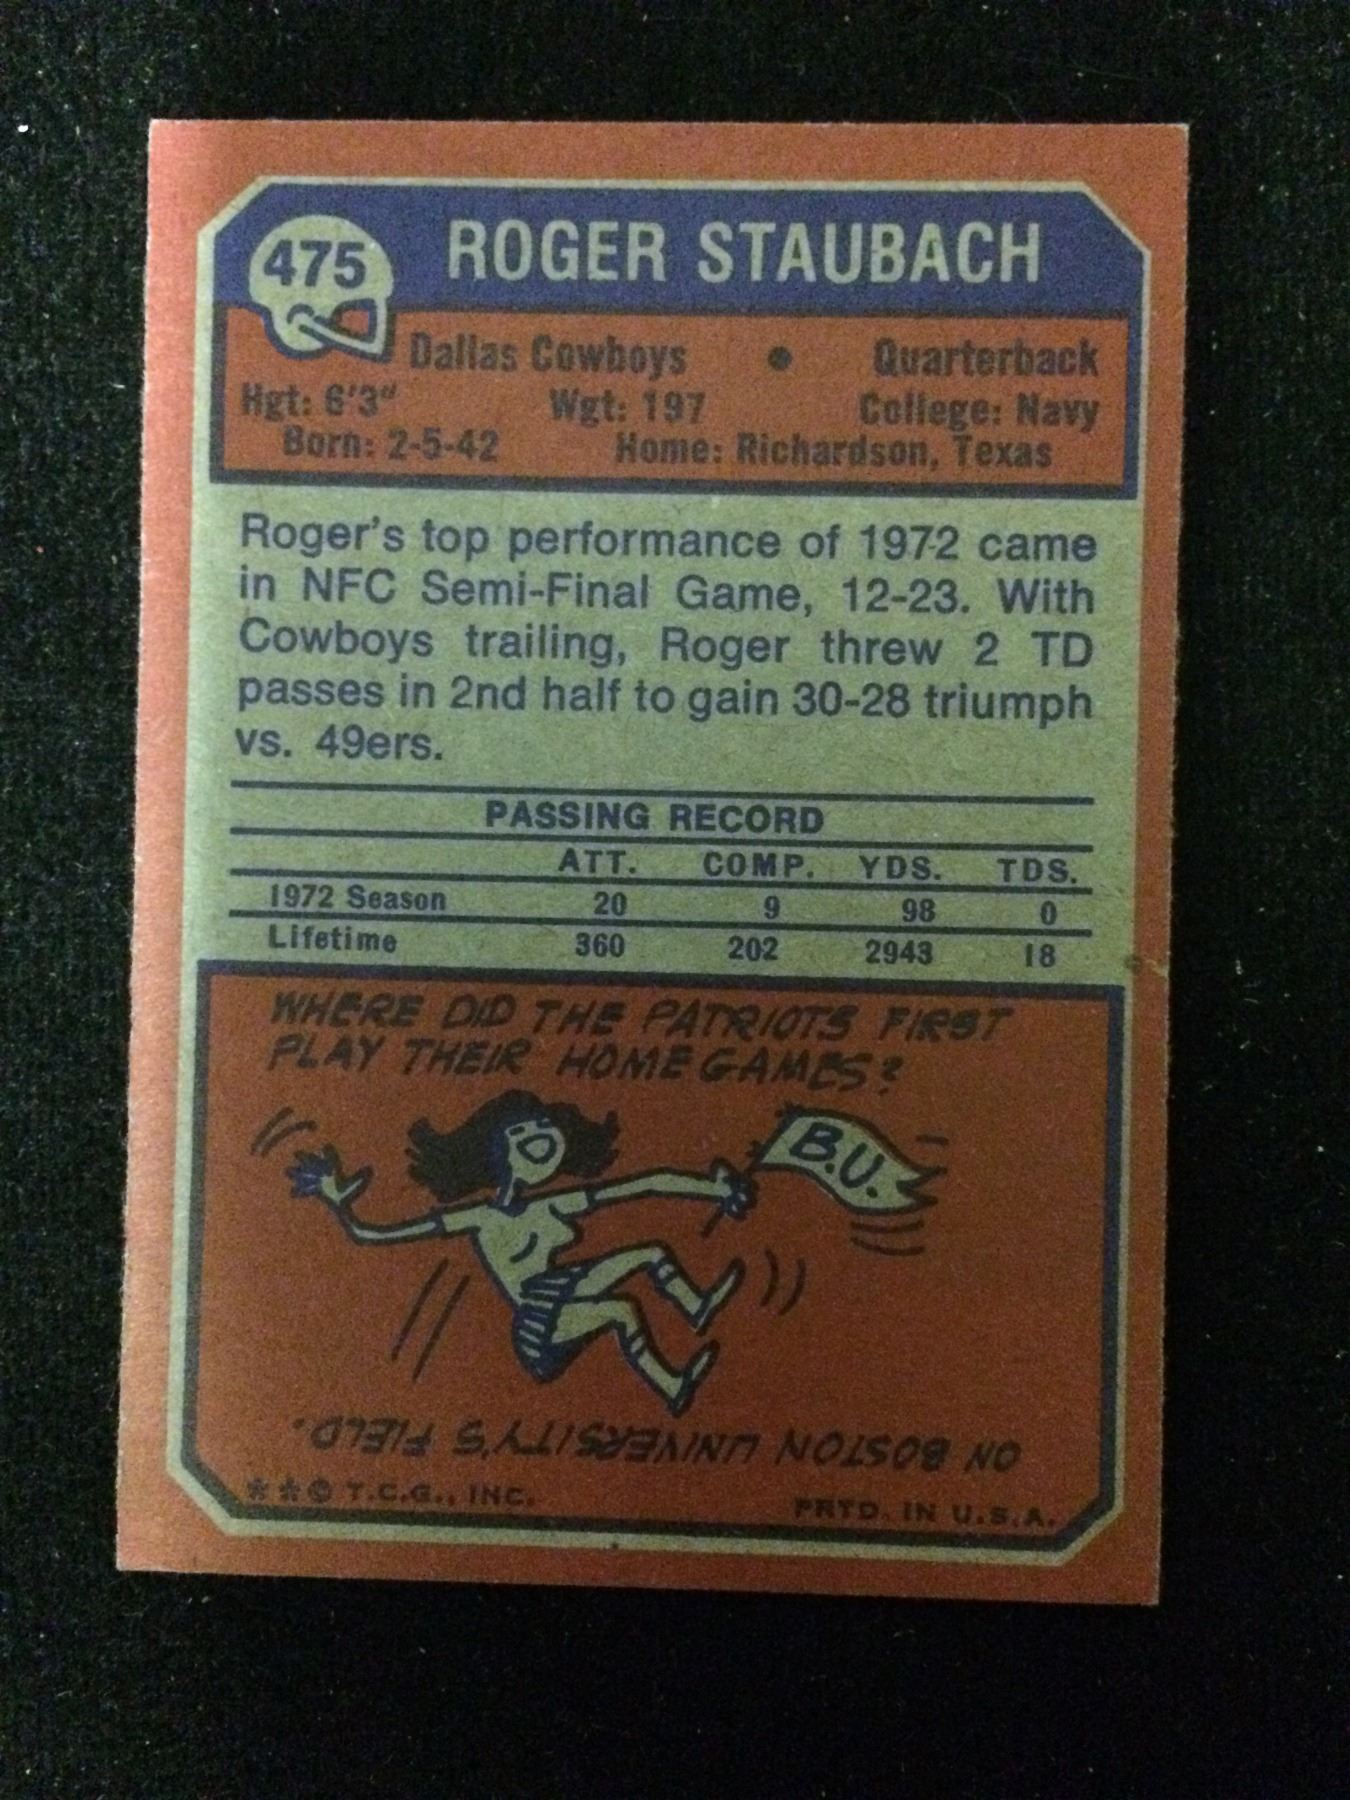 475
ROGER STAUBACH
Dallas Cowboys • Quarterback
Hgt: 6'3" Wgt: 197 College: Navy
Born: 2-5-42 Home: Richardson, Texas
Roger's top performance of 1972 came
in NFC Semi-Final Game, 12-23. With
Cowboys trailing, Roger threw 2 TD
passes in 2nd half to gain 30-28 triumph
vs. 49ers.
PASSING RECORD
ATT. COMP. YDS. TDS.
1972 Season 20 9 98 0
Lifetime 360 202 2943 18
WHERE DID THE PATRIOTS FIRST
PLAY THEIR HOME GAMES?
B.U.
ON BOSTON UNIVERSITY'S FIELD.
* * © T.C.G., INC. PRTD. IN U.S.A.